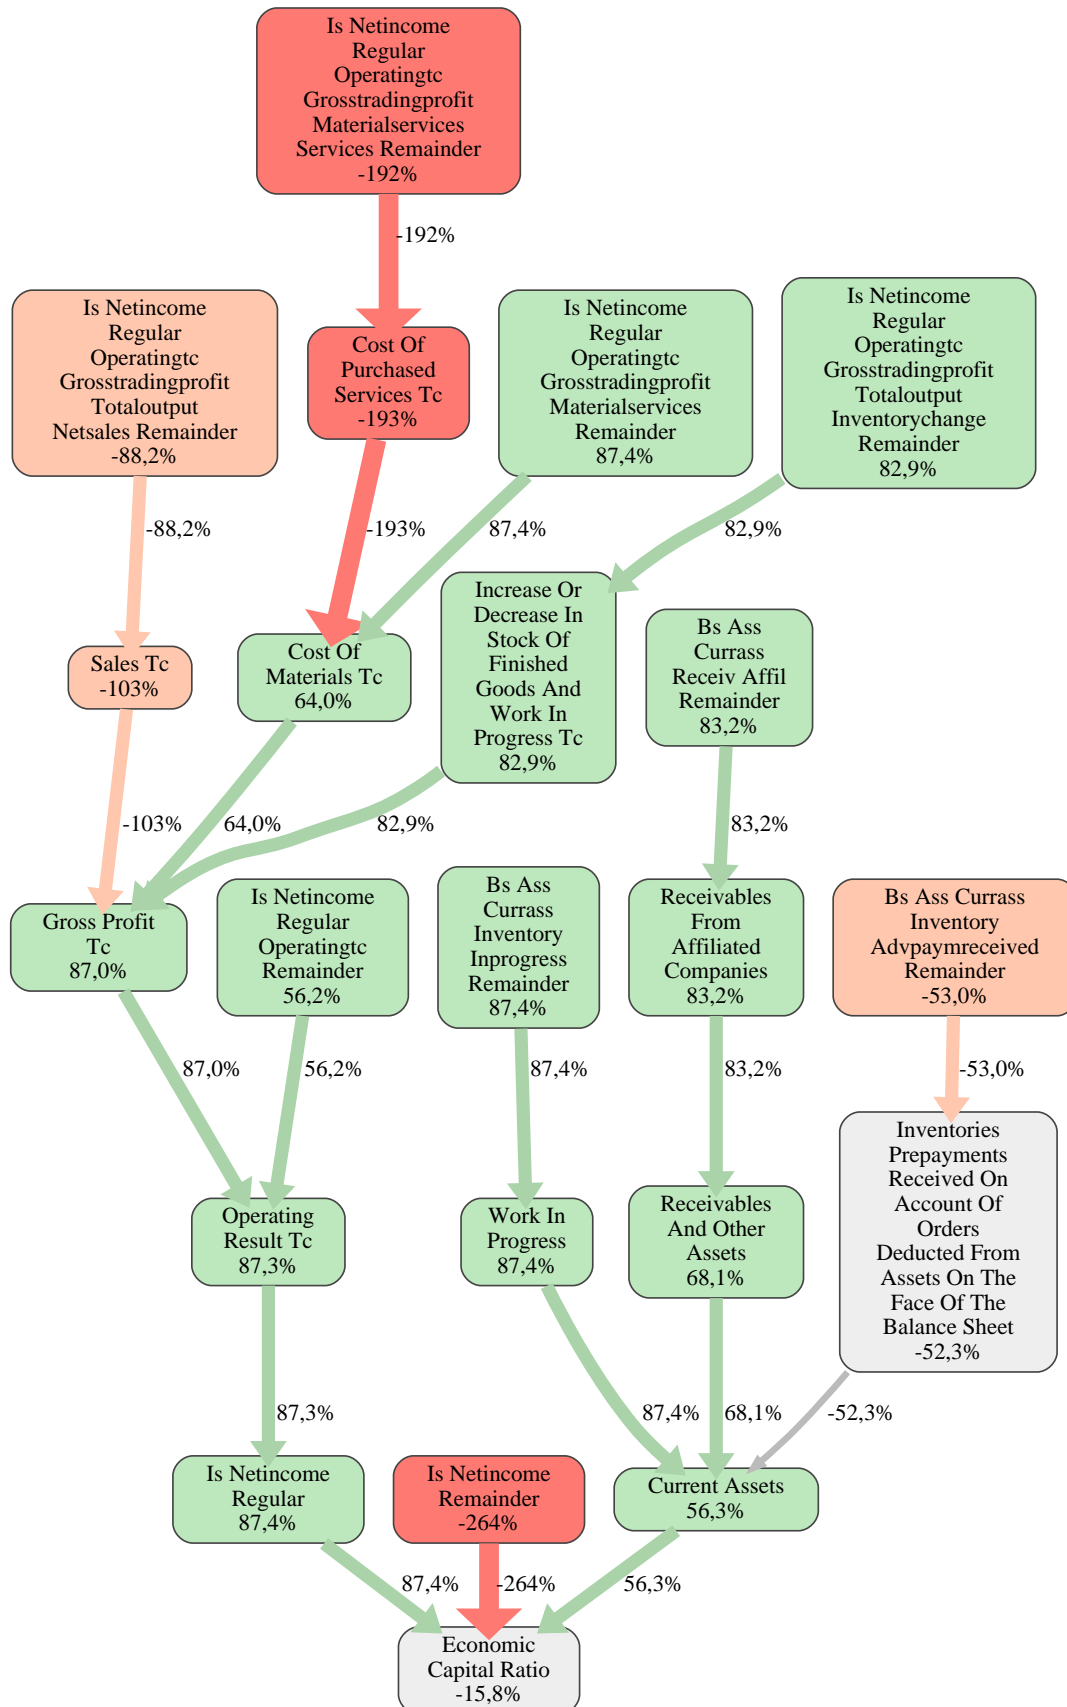 Is Netincome
Regular
Operatingtc
Grosstradingprofit
Materialservices
Services Remainder
-192%
-192%
Is Netincome
Regular
Operatingtc
Grosstradingprofit
Totaloutput
Netsales Remainder
-88,2%
Cost Of
Purchased
Services Tc
-193%
Is Netincome
Regular
Operatingtc
Grosstradingprofit
Materialservices
Remainder
87,4%
Is Netincome
Regular
Operatingtc
Grosstradingprofit
Totaloutput
Inventorychange
Remainder
82,9%
-88,2%
-193%
87,4%
82,9%
Sales Tc
-103%
Cost Of
Materials Tc
64,0%
Increase Or
Decrease In
Stock Of
Finished
Goods And
Work In
Progress Tc
82,9%
Bs Ass
Currass
Receiv Affil
Remainder
83,2%
-103%
64,0%
82,9%
83,2%
Gross Profit
Tc
87,0%
Is Netincome
Regular
Operatingtc
Remainder
56,2%
Bs Ass
Currass
Inventory
Inprogress
Remainder
87,4%
Receivables
From
Affiliated
Companies
83,2%
Bs Ass Currass
Inventory
Advpaymreceived
Remainder
-53,0%
87,0%
56,2%
87,4%
83,2%
-53,0%
Operating
Result Tc
87,3%
Work In
Progress
87,4%
Receivables
And Other
Assets
68,1%
Inventories
Prepayments
Received On
Account Of
Orders
Deducted From
Assets On The
Face Of The
Balance Sheet
-52,3%
87,3%
87,4%
68,1%
-52,3%
Is Netincome
Regular
87,4%
Is Netincome
Remainder
-264%
Current Assets
56,3%
87,4%
-264%
56,3%
Economic
Capital Ratio
-15,8%